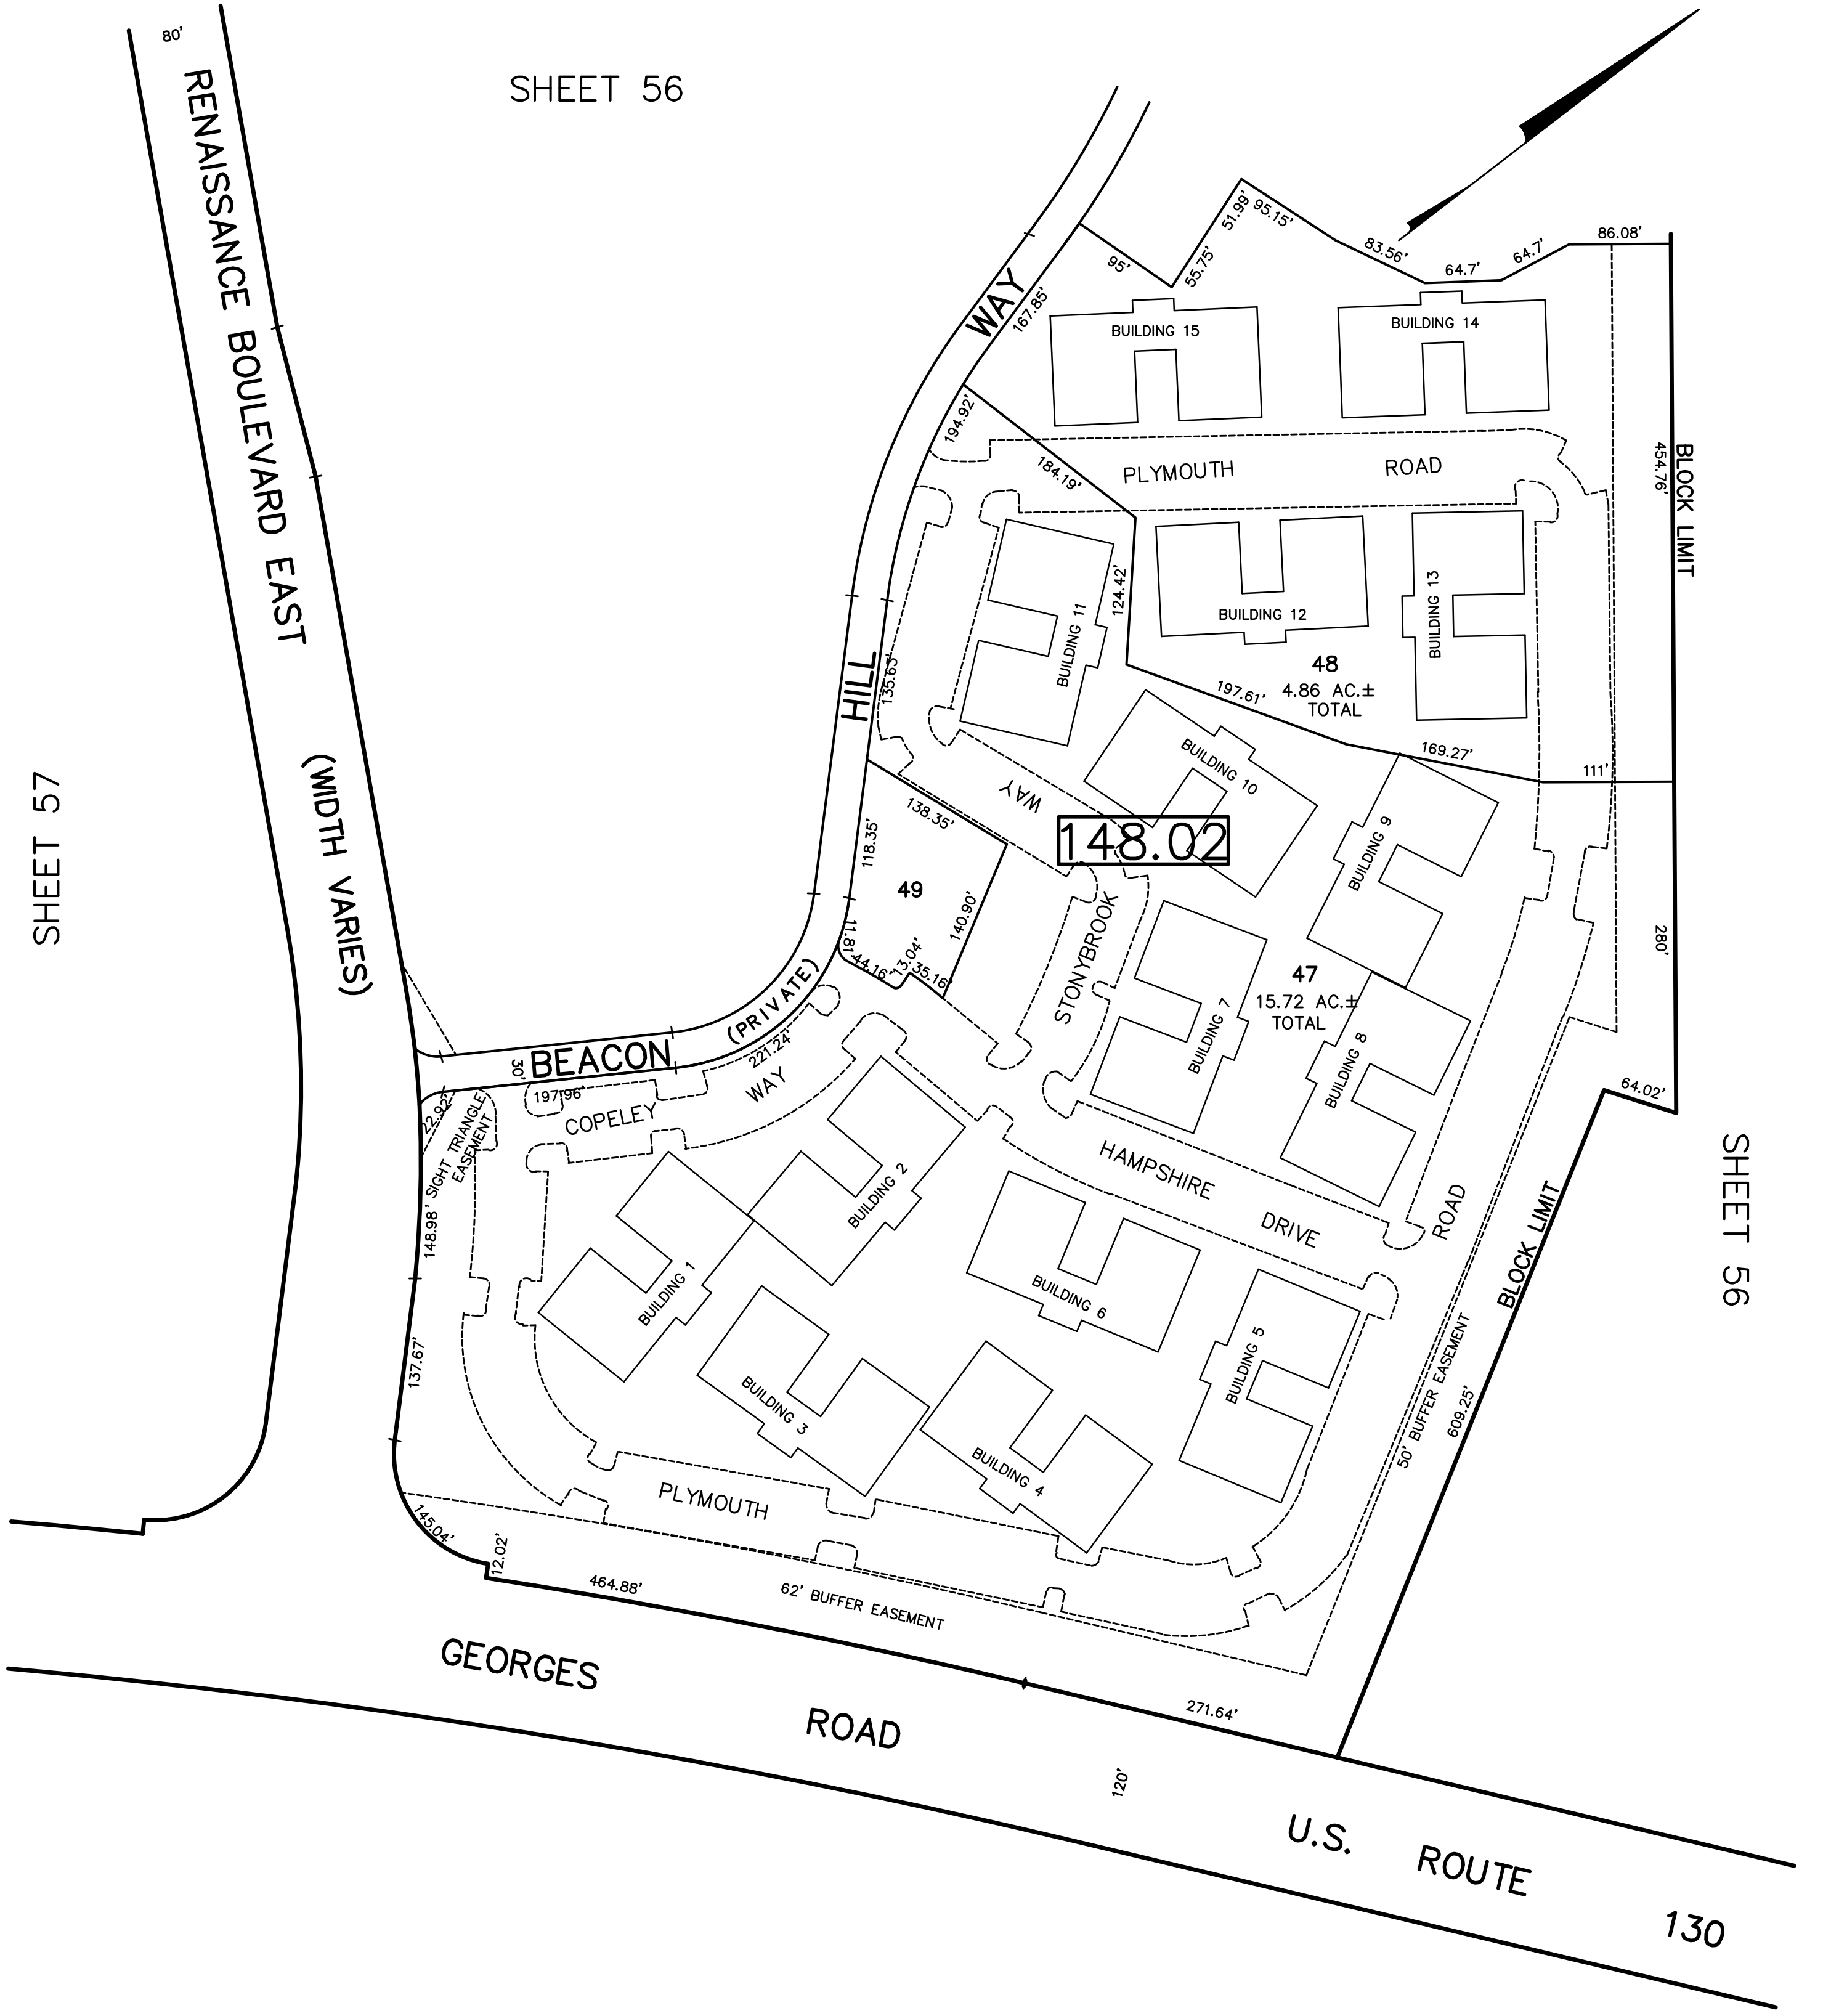 80'
RENAISSANCE BOULEVARD EAST
(WIDTH VARIES)
SHEET 56
SHEET 57
95'
55.75'
51.99'
95.15'
83.56'
64.7'
64.7'
86.08'
WAY
167.85'
BUILDING 15
BUILDING 14
194.92'
184.19'
PLYMOUTH ROAD
454.76'
BLOCK LIMIT
124.42'
BUILDING 11
BUILDING 12
BUILDING 13
48
4.86 AC.±
TOTAL
HILL
135.63'
197.61'
169.27'
111'
BUILDING 10
WAY
148.02
BUILDING 9
138.35'
118.35'
49
140.90'
11.81'
44.16'
13.04'
35.16'
STONYBROOK
280'
47
15.72 AC.±
TOTAL
BUILDING 7
BUILDING 8
(PRIVATE)
221.24'
BEACON
30'
197.96'
COPELEY
WAY
22.92'
SIGHT TRIANGLE
EASEMENT
64.02'
SHEET 56
HAMPSHIRE
DRIVE
ROAD
BLOCK LIMIT
148.98'
BUILDING 1
BUILDING 2
BUILDING 6
BUILDING 5
137.67'
BUILDING 3
BUILDING 4
50' BUFFER EASEMENT
609.25'
PLYMOUTH
145.04'
12.02'
464.88'
62' BUFFER EASEMENT
271.64'
GEORGES
ROAD
120'
U.S.
ROUTE
130